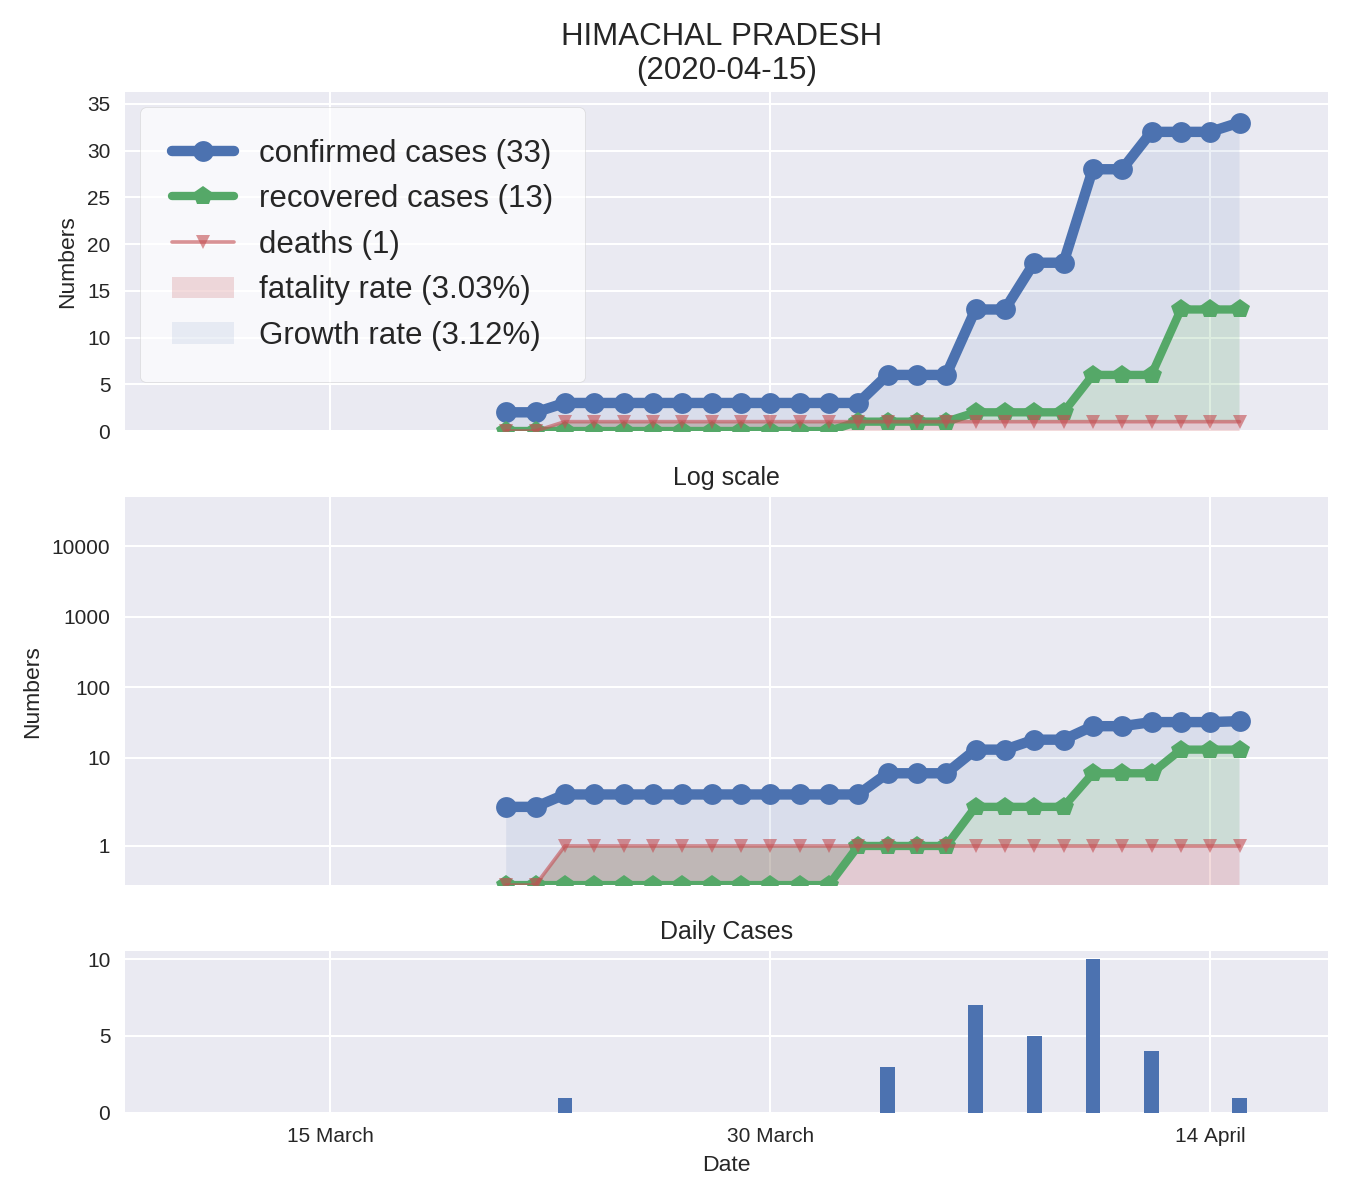 HIMACHAL PRADESH
(2020-04-15)
35
30
25
20
15
10
5
0
Numbers
confirmed cases (33)
recovered cases (13)
deaths (1)
fatality rate (3.03%)
Growth rate (3.12%)
Log scale
10000
1000
100
10
1
Numbers
Daily Cases
10
5
0
15 March
30 March
14 April
Date